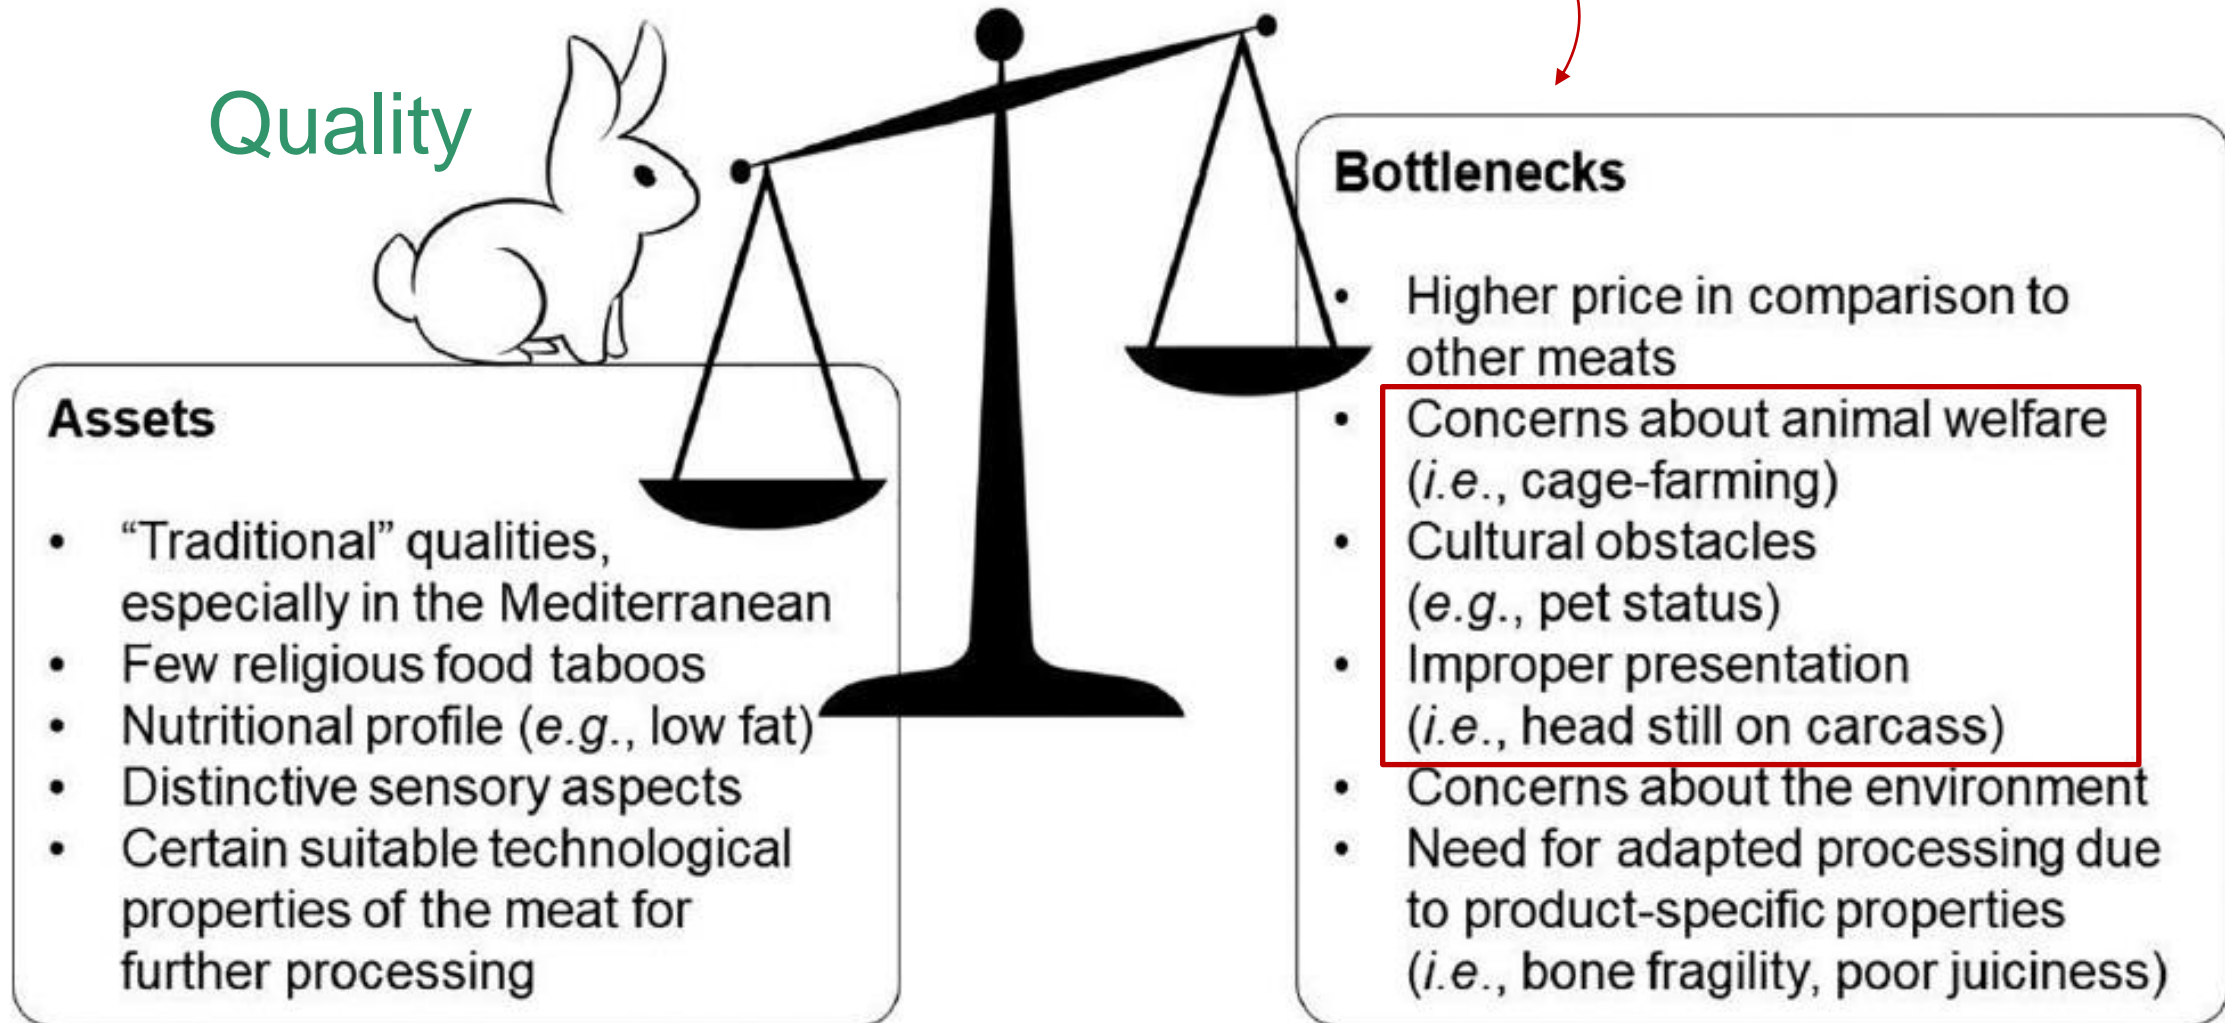 Quality
Assets
• “Traditional” qualities,
especially in the Mediterranean
• Few religious food taboos
• Nutritional profile (e.g., low fat)
• Distinctive sensory aspects
• Certain suitable technological
properties of the meat for
further processing
Bottlenecks
• Higher price in comparison to
other meats
• Concerns about animal welfare
(i.e., cage-farming)
• Cultural obstacles
(e.g., pet status)
• Improper presentation
(i.e., head still on carcass)
• Concerns about the environment
• Need for adapted processing due
to product-specific properties
(i.e., bone fragility, poor juiciness)